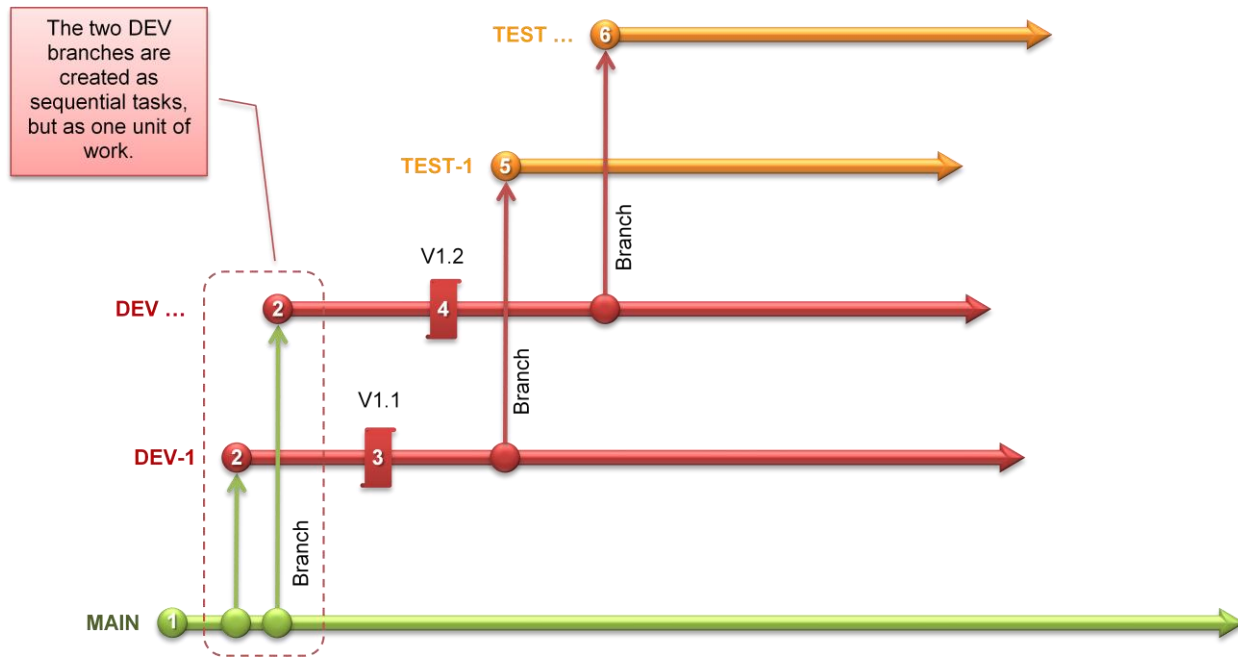 The two DEV
branches are
created as
sequential tasks,
but as one unit of
work.
TEST …
6
TEST-1
5
Branch
V1.2
DEV …
2
4
Branch
V1.1
DEV-1
2
3
Branch
MAIN
1